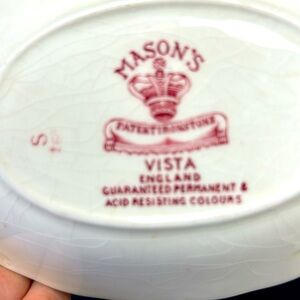 MASON'S
PATENT IRONSTONE
VISTA
ENGLAND
GUARANTEED PERMANENT &
ACID RESISTING COLOURS
S